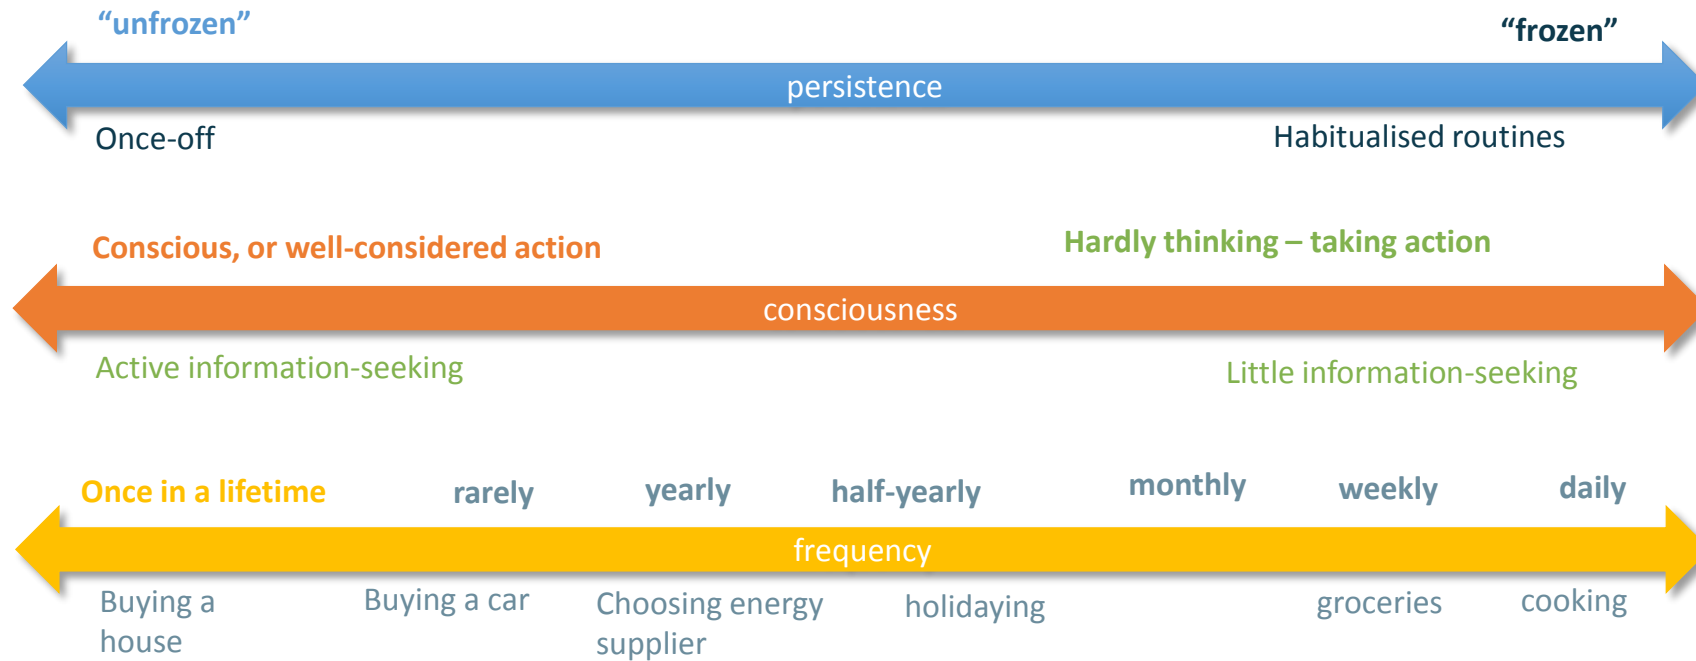 “unfrozen” “frozen”
persistence
Once-off Habitualised routines
Conscious, or well-considered action Hardly thinking – taking action
consciousness
Active information-seeking Little information-seeking
Once in a lifetime rarely yearly half-yearly monthly weekly daily
frequency
Buying a house Buying a car Choosing energy supplier holidaying groceries cooking